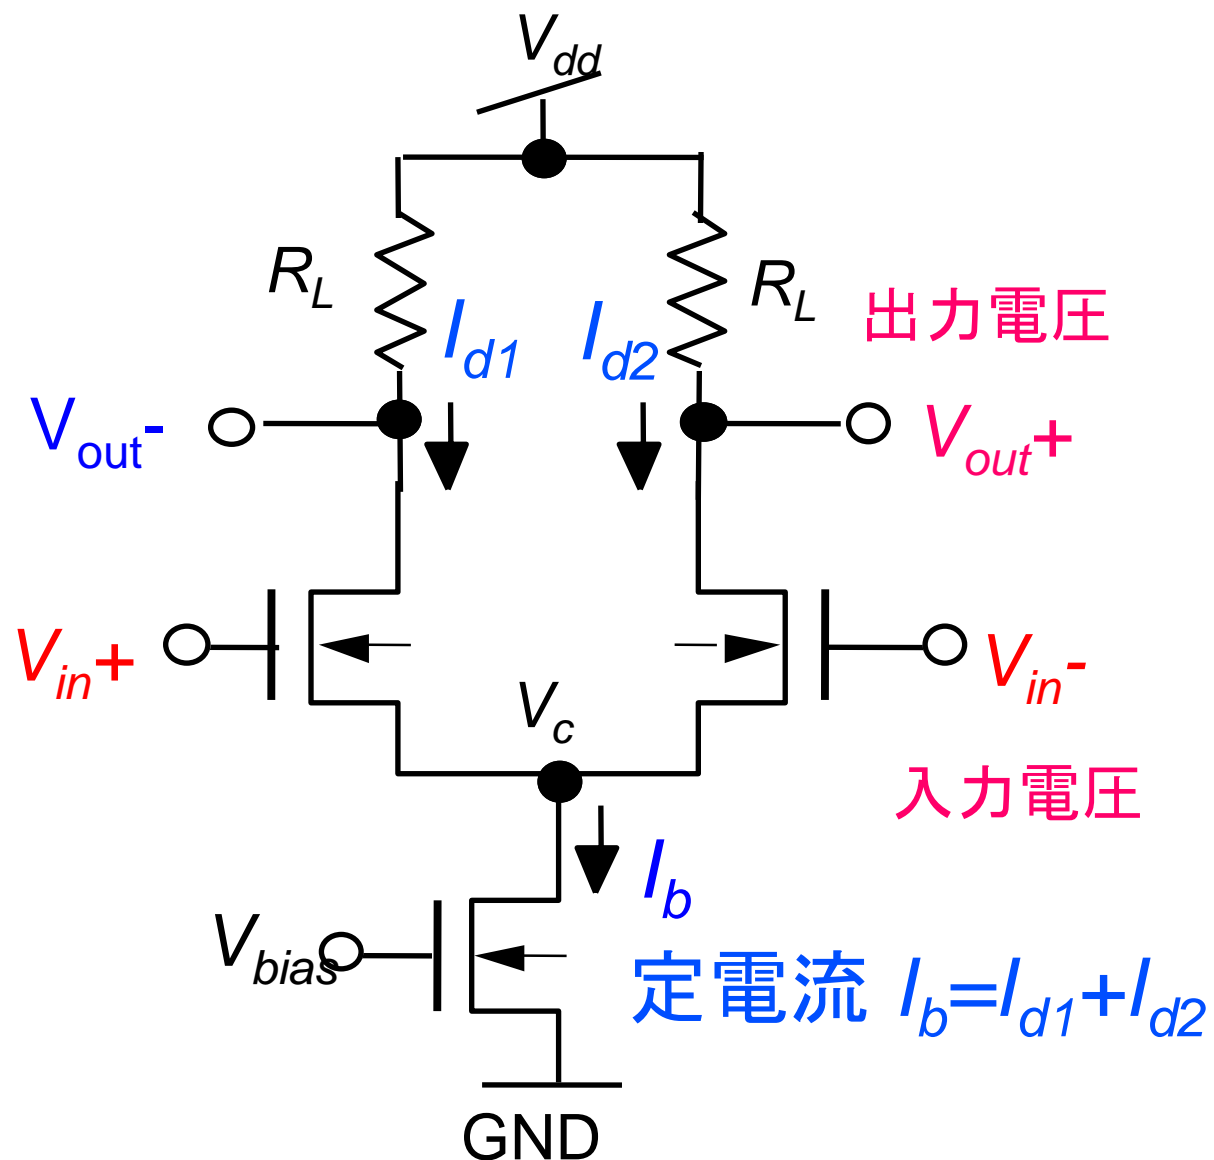 Vdd
RL
Id1
Id2
RL
出力電圧
Vout-
Vout+
Vin+
Vin-
Vc
入力電圧
Ib
Vbias
定電流 Ib=Id1+Id2
GND